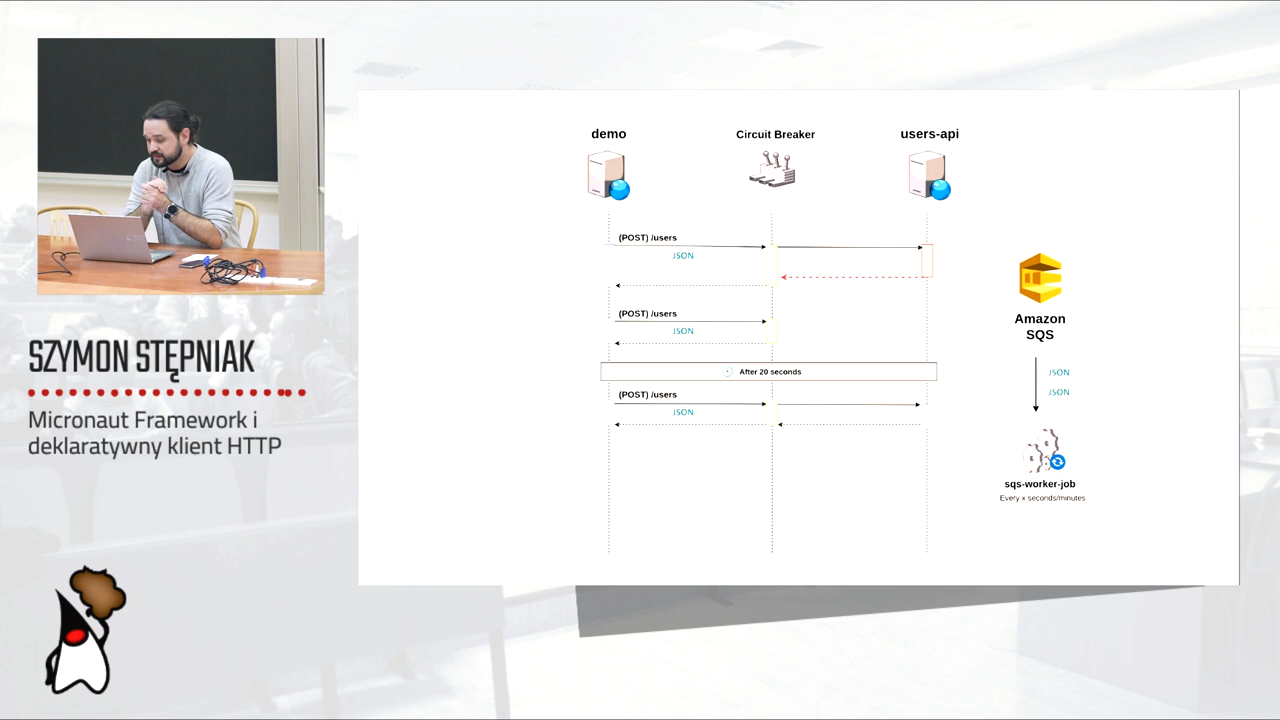 SZYMON STĘPNIAK
Micronaut Framework i
deklaratywny klient HTTP
demo
Circuit Breaker
users-api
(POST) /users
JSON
(POST) /users
JSON
After 20 seconds
(POST) /users
JSON
Amazon
SQS
JSON
JSON
sqs-worker-job
Every x seconds/minutes